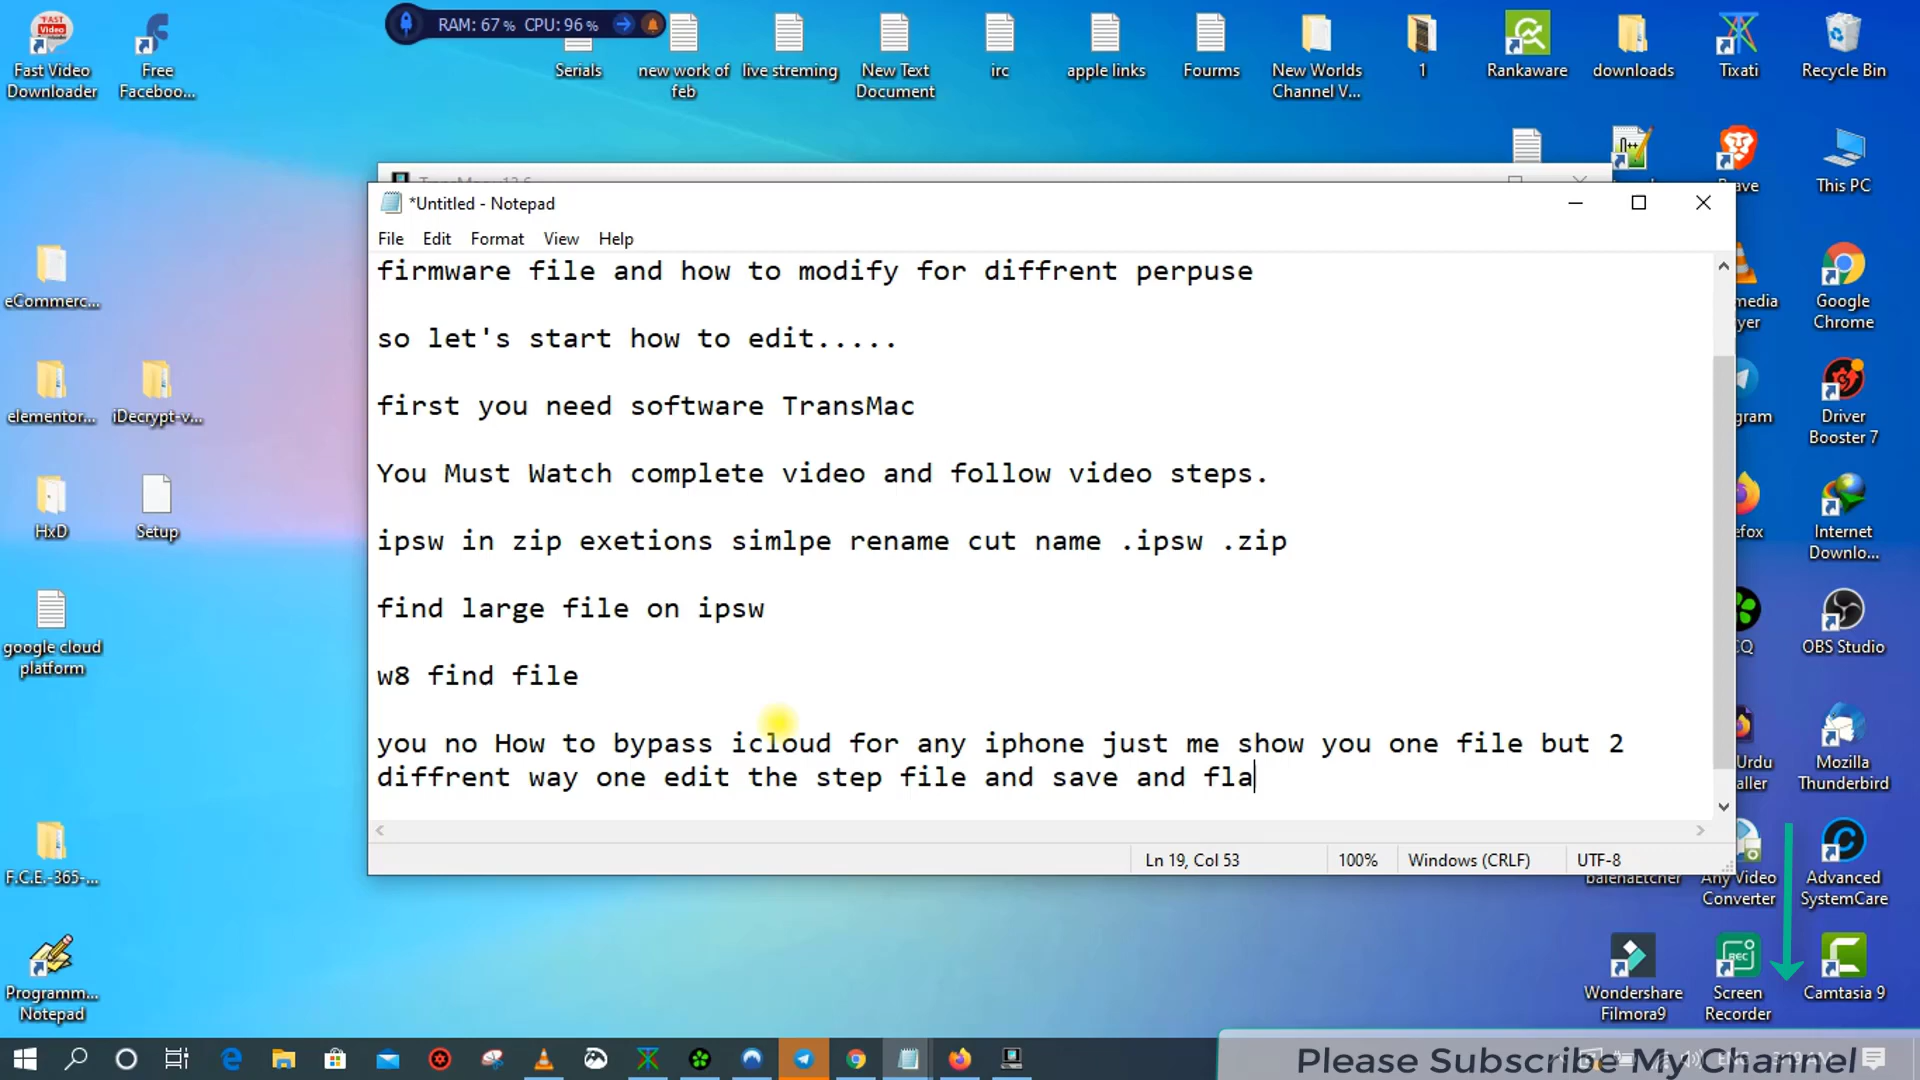 RAM: 67 % CPU: 96 %
Fast Video
Downloader
Free
Faceboo...
Serials
new work of
feb
live streming
New Text
Document
irc
apple links
Fourms
New Worlds
Channel V...
1
Rankaware
downloads
Tixati
Recycle Bin
This PC
*Untitled - Notepad
File Edit Format View Help
firmware file and how to modify for diffrent perpuse
so let's start how to edit.....
first you need software TransMac
You Must Watch complete video and follow video steps.
ipsw in zip exetions simlpe rename cut name .ipsw .zip
find large file on ipsw
w8 find file
you no How to bypass icloud for any iphone just me show you one file but 2
diffrent way one edit the step file and save and fla
Ln 19, Col 53
100%
Windows (CRLF)
UTF-8
eCommerc...
elementor...
iDecrypt-v...
HxD
Setup
google cloud
platform
F.C.E.-365-...
Programm...
Notepad
Google
Chrome
Driver
Booster 7
Internet
Downlo...
OBS Studio
Mozilla
Thunderbird
balenaEtcher
Any Video
Converter
Advanced
SystemCare
Wondershare
Filmora9
REC
Screen
Recorder
Camtasia 9
Please Subscribe My Channel